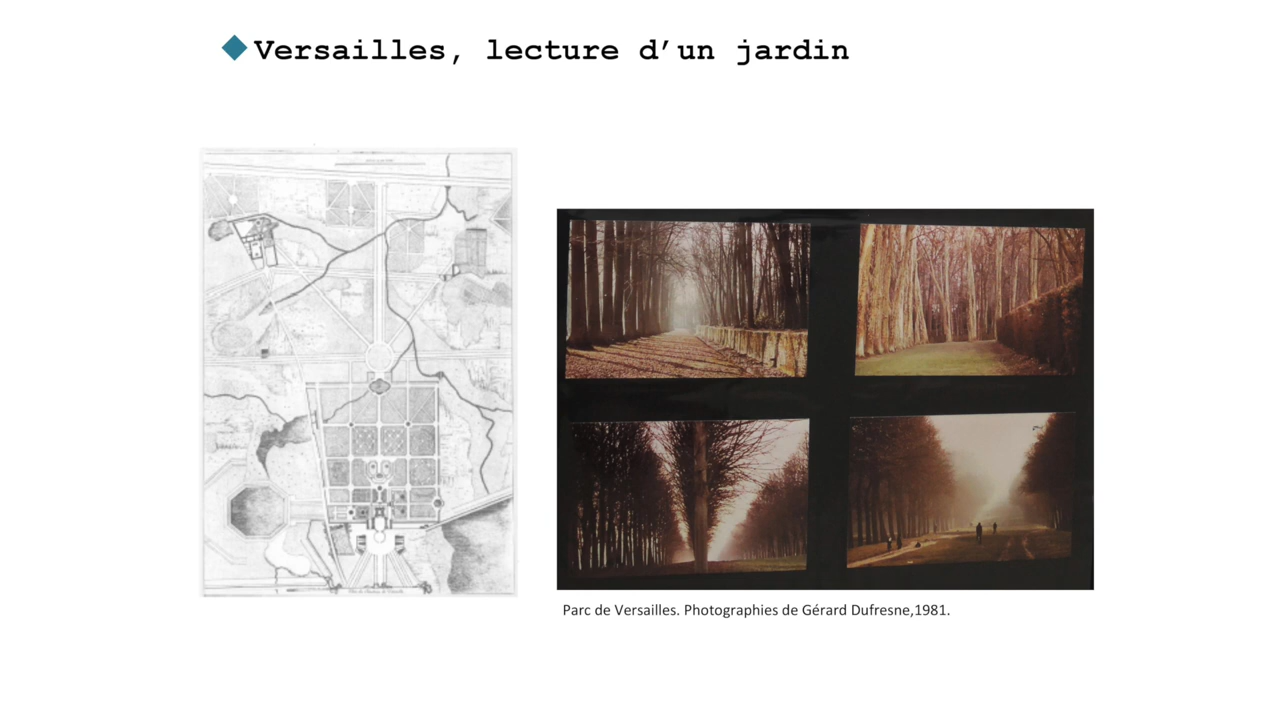 Versailles, lecture d’un jardin
Parc de Versailles. Photographies de Gérard Dufresne,1981.